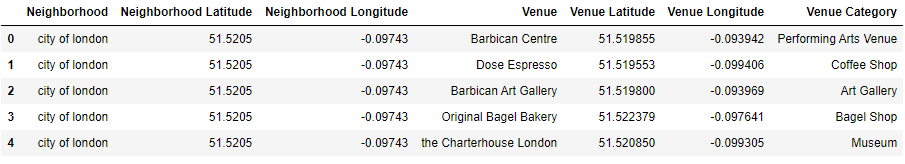 Neighborhood Neighborhood Latitude Neighborhood Longitude Venue Venue Latitude Venue Longitude Venue Category
0 city of london 51.5205 -0.09743 Barbican Centre 51.519855 -0.093942 Performing Arts Venue
1 city of london 51.5205 -0.09743 Dose Espresso 51.519553 -0.099406 Coffee Shop
2 city of london 51.5205 -0.09743 Barbican Art Gallery 51.519800 -0.093969 Art Gallery
3 city of london 51.5205 -0.09743 Original Bagel Bakery 51.522379 -0.097641 Bagel Shop
4 city of london 51.5205 -0.09743 the Charterhouse London 51.520850 -0.099305 Museum